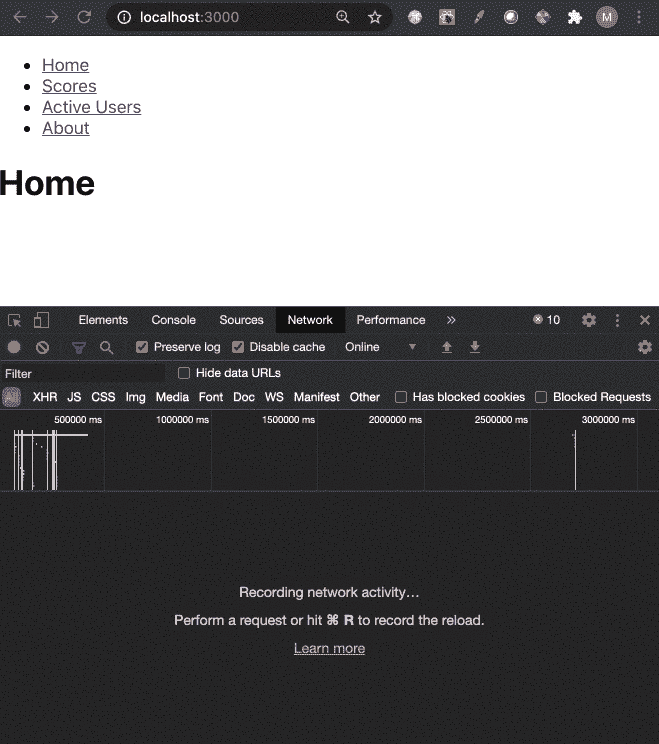 localhost:3000
M
Home
Scores
Active Users
About
Home
Elements Console Sources Network Performance » 10
Preserve log Disable cache Online
Filter Hide data URLs
XHR JS CSS Img Media Font Doc WS Manifest Other Has blocked cookies Blocked Requests
500000 ms 1000000 ms 1500000 ms 2000000 ms 2500000 ms 3000000 ms
Recording network activity…
Perform a request or hit ⌘ R to record the reload.
Learn more